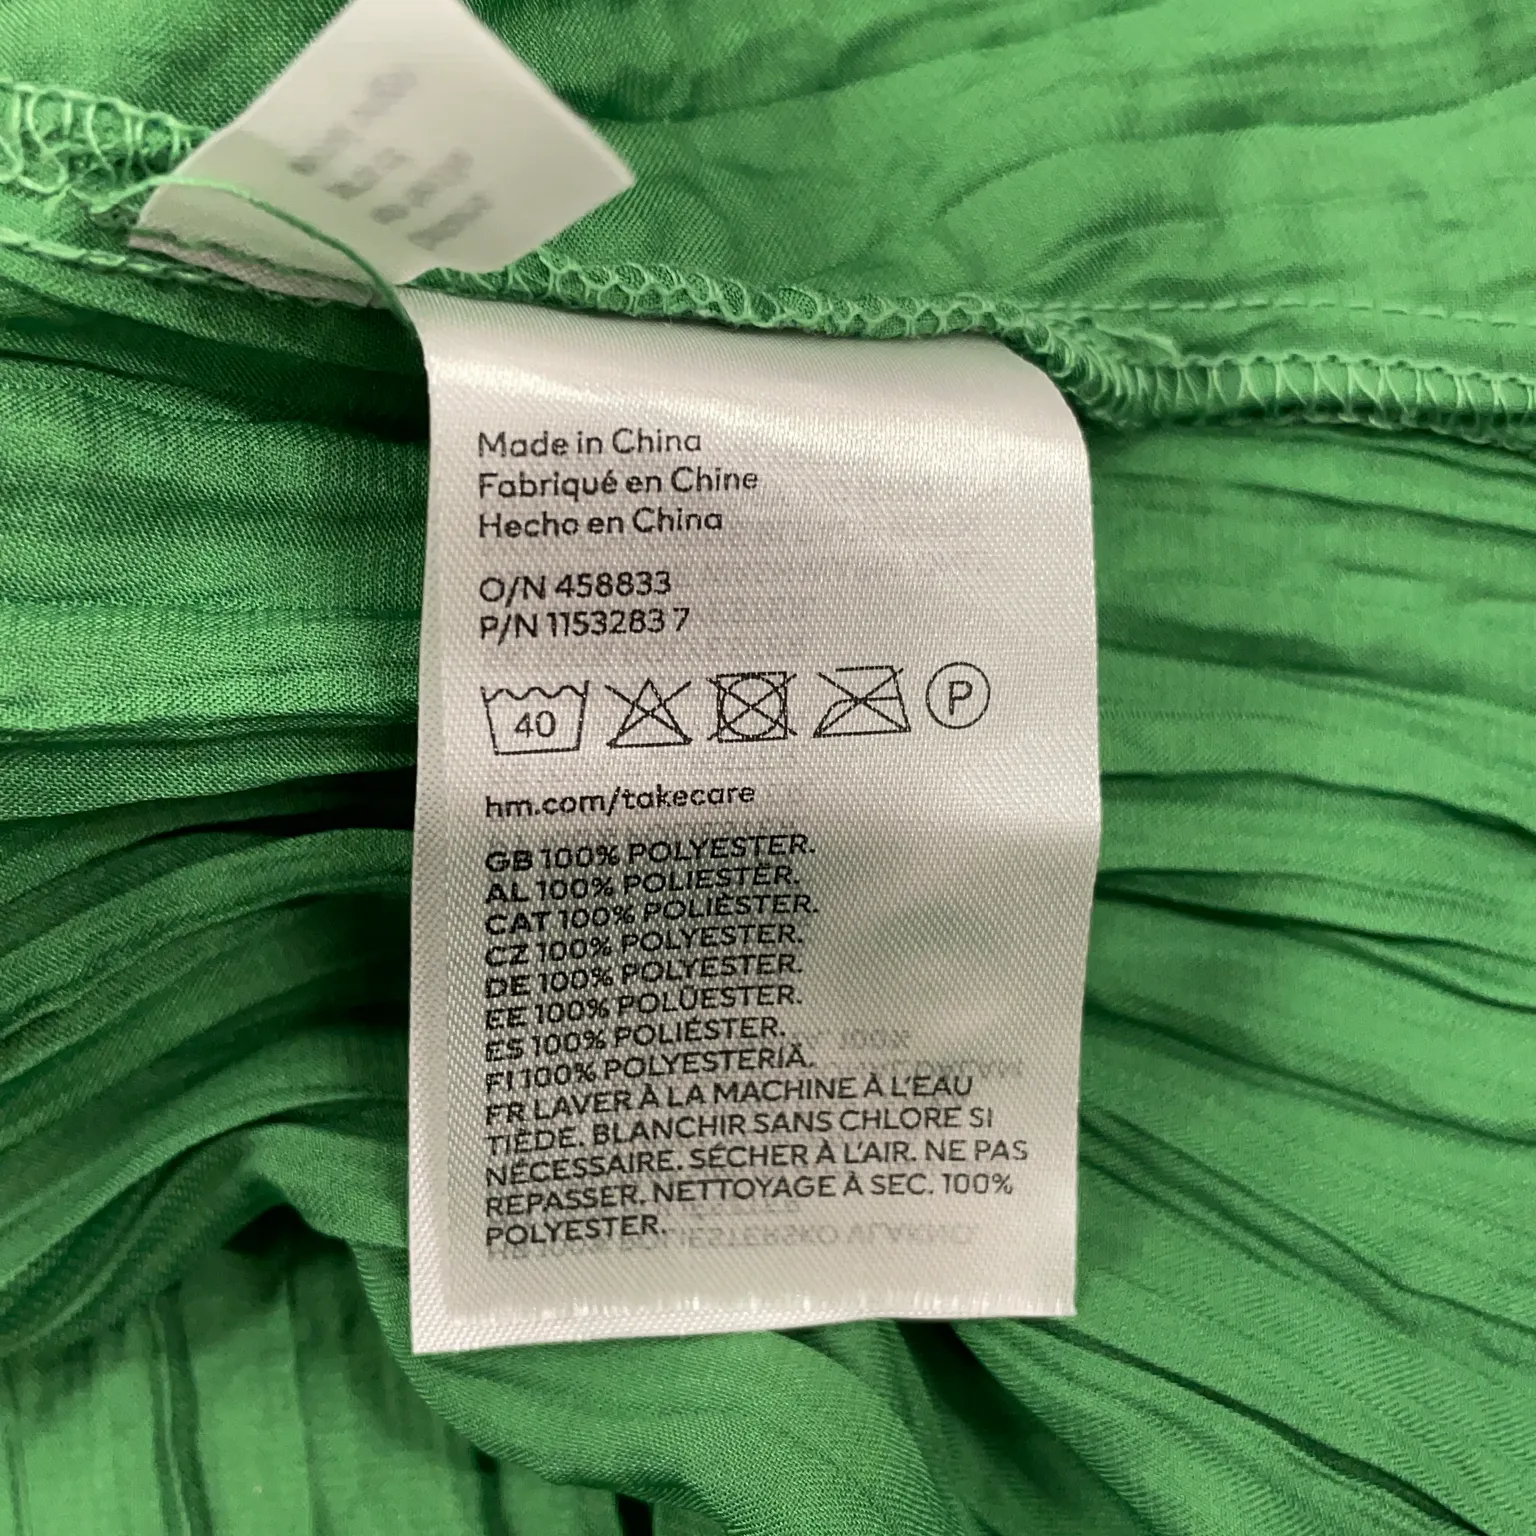 Made in China
Fabriqué en Chine
Hecho en China
O/N 458833
P/N 1153283 7
40
P
hm.com/takecare
GB 100% POLYESTER.
AL 100% POLIESTËR.
CAT 100% POLIÈSTER.
CZ 100% POLYESTER.
DE 100% POLYESTER.
EE 100% POLÜESTER.
ES 100% POLIÉSTER.
FI 100% POLYESTERIÄ.
FR LAVER À LA MACHINE À L'EAU
TIÈDE. BLANCHIR SANS CHLORE SI
NÉCESSAIRE. SÉCHER À L'AIR. NE PAS
REPASSER. NETTOYAGE À SEC. 100%
POLYESTER.